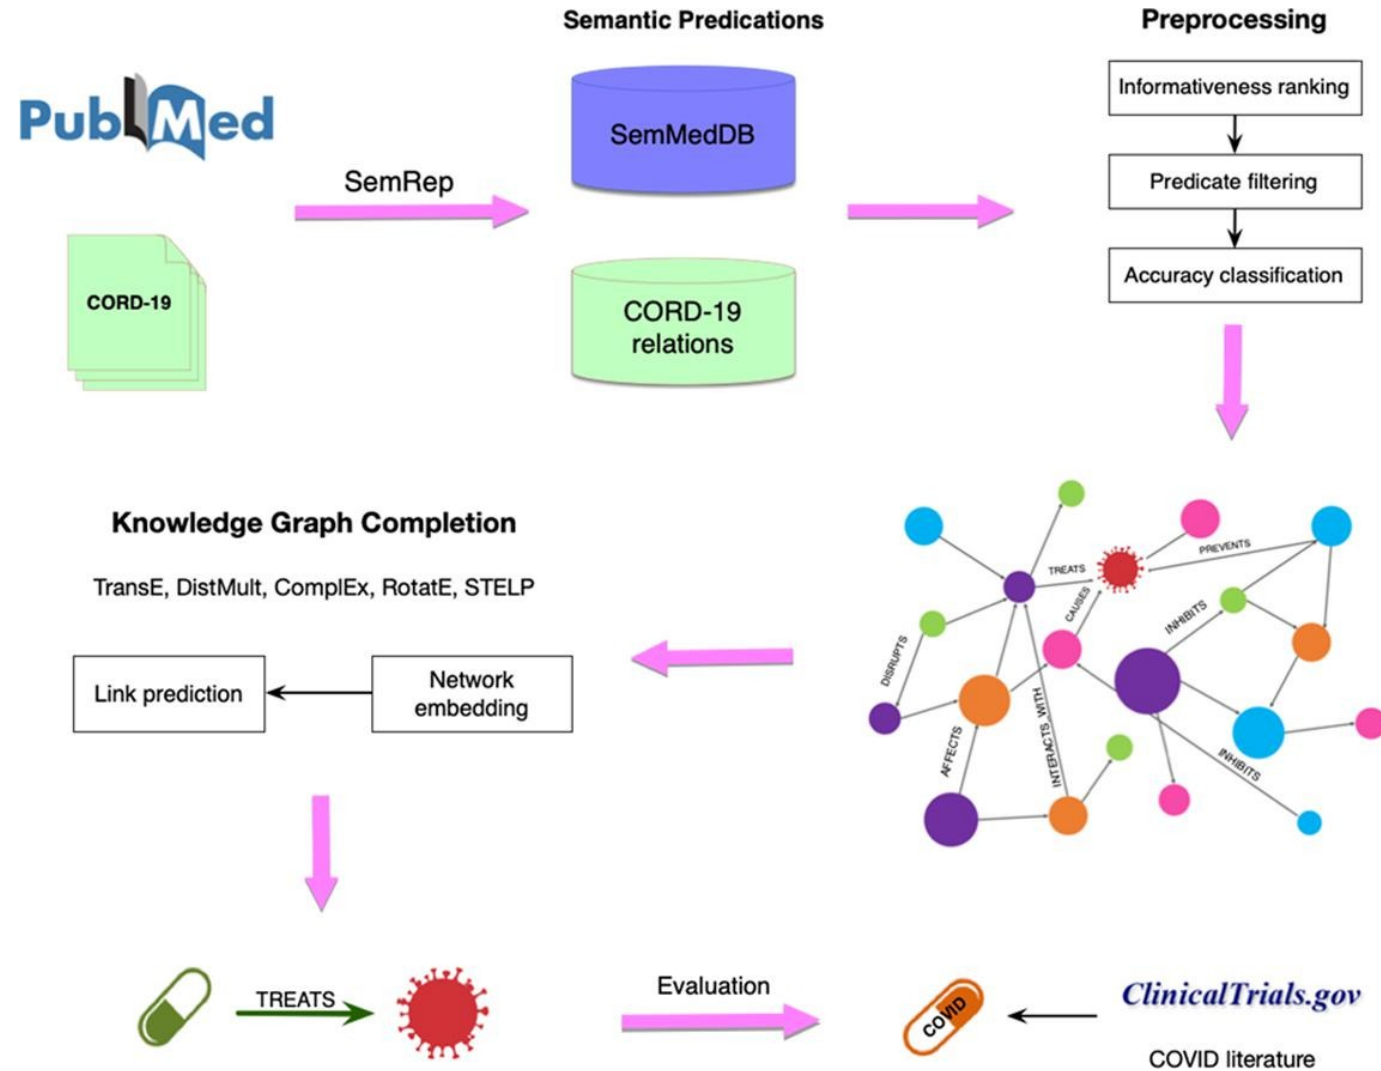 Semantic Predications
Preprocessing
PubMed
SemRep
SemMedDB
Informativeness ranking
Predicate filtering
Accuracy classification
CORD-19
CORD-19
relations
Knowledge Graph Completion
TransE, DistMult, ComplEx, RotatE, STELP
Link prediction
Network
embedding
TREATS
PREVENTS
CAUSES
INHIBITS
DISRUPTS
INTERACTS_WITH
AFFECTS
INHIBITS
TREATS
Evaluation
COVID
ClinicalTrials.gov
COVID literature